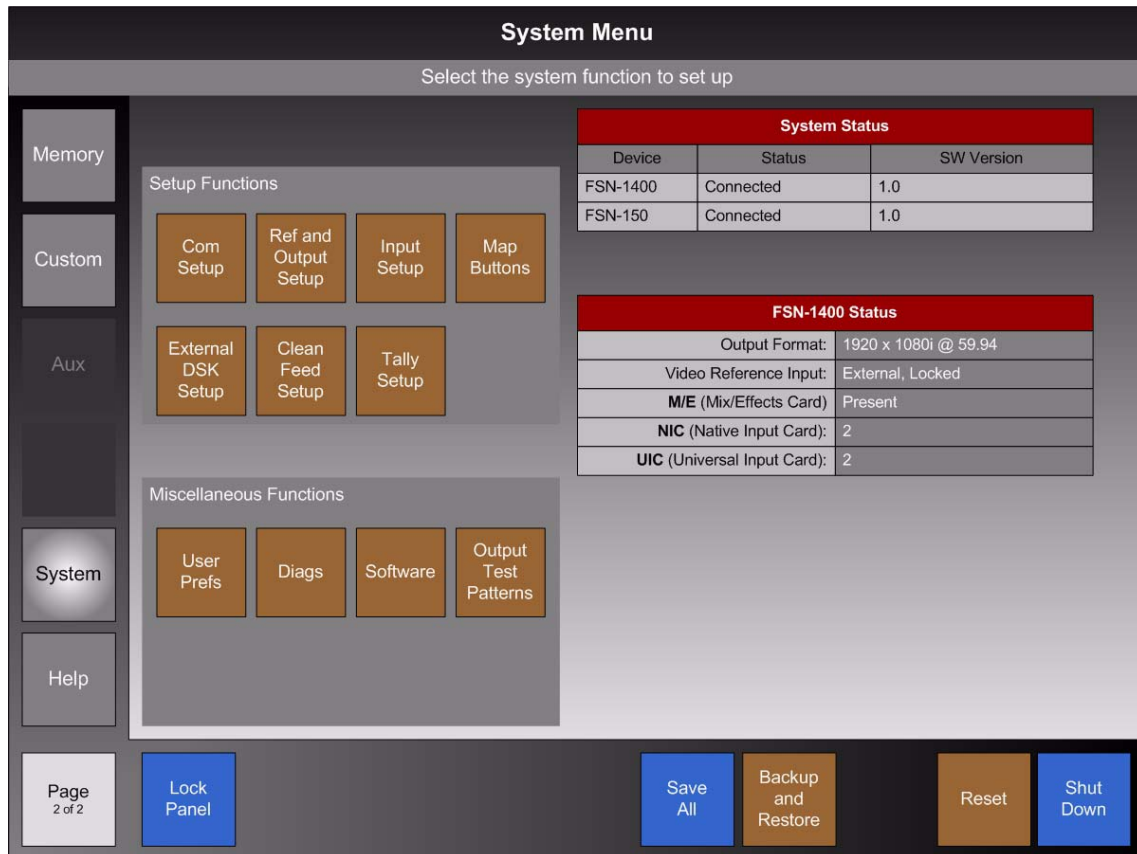 System Menu
Select the system function to set up
Memory
Custom
Aux
System
Help
Page
2 of 2
Setup Functions
Com
Setup
Ref and
Output
Setup
Input
Setup
Map
Buttons
External
DSK
Setup
Clean
Feed
Setup
Tally
Setup
Miscellaneous Functions
User
Prefs
Diags
Software
Output
Test
Patterns
System Status
Device Status SW Version
FSN-1400 Connected 1.0
FSN-150 Connected 1.0
FSN-1400 Status
Output Format: 1920 x 1080i @ 59.94
Video Reference Input: External, Locked
M/E (Mix/Effects Card) Present
NIC (Native Input Card): 2
UIC (Universal Input Card): 2
Lock
Panel
Save
All
Backup
and
Restore
Reset
Shut
Down